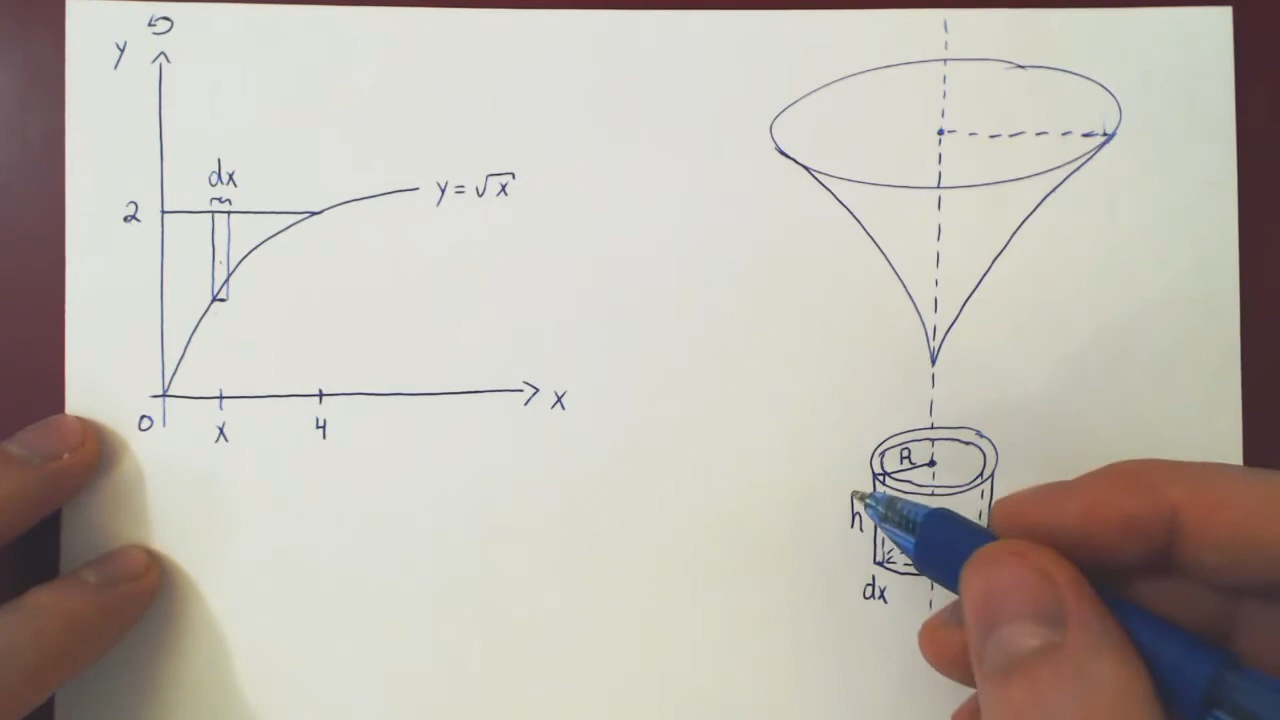 y
dx
y = √x
2
0
x
4
x
R
h
dx